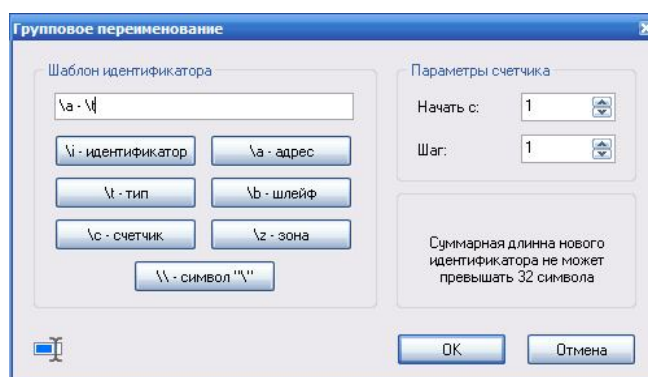 Групповое переименование
Шаблон идентификатора
\a - \t
\i - идентификатор
\a - адрес
\t - тип
\b - шлейф
\c - счетчик
\z - зона
\\ - символ "\"
Параметры счетчика
Начать с: 1
Шаг: 1
Суммарная длинна нового
идентификатора не может
превышать 32 символа
OK
Отмена